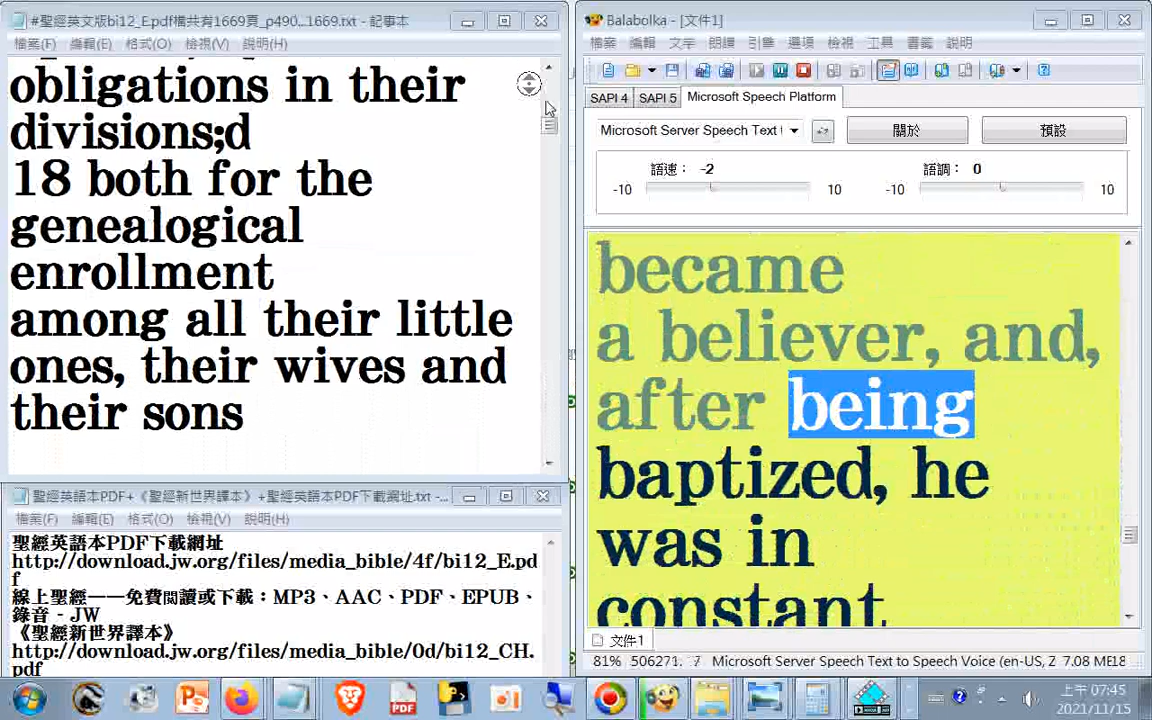 #聖經英文版bi12_E.pdf檔共有1669頁_p490...1669.txt - 記事本
檔案(F) 編輯(E) 格式(O) 檢視(V) 說明(H)
obligations in their
divisions;d
18 both for the
genealogical
enrollment
among all their little
ones, their wives and
their sons
聖經英語本PDF+《聖經新世界譯本》+聖經英語本PDF下載網址.txt - ...
檔案(F) 編輯(E) 格式(O) 檢視(V) 說明(H)
聖經英語本PDF下載網址
http://download.jw.org/files/media_bible/4f/bi12_E.pd
f
線上聖經——免費閱讀或下載：MP3、AAC、PDF、EPUB、
錄音 - JW
《聖經新世界譯本》
http://download.jw.org/files/media_bible/0d/bi12_CH.
pdf
Balabolka - [文件1]
檔案 編輯 文字 朗讀 引擎 選項 檢視 工具 書籤 說明
SAPI 4 SAPI 5 Microsoft Speech Platform
Microsoft Server Speech Text 關於 預設
語速： -2 語調： 0
-10 10 -10 10
became
a believer, and,
after being
baptized, he
was in
constant
文件1
81% 506271. 7 Microsoft Server Speech Text to Speech Voice (en-US, Z 7.08 ME18
PDF
上午 07:45
2021/11/15